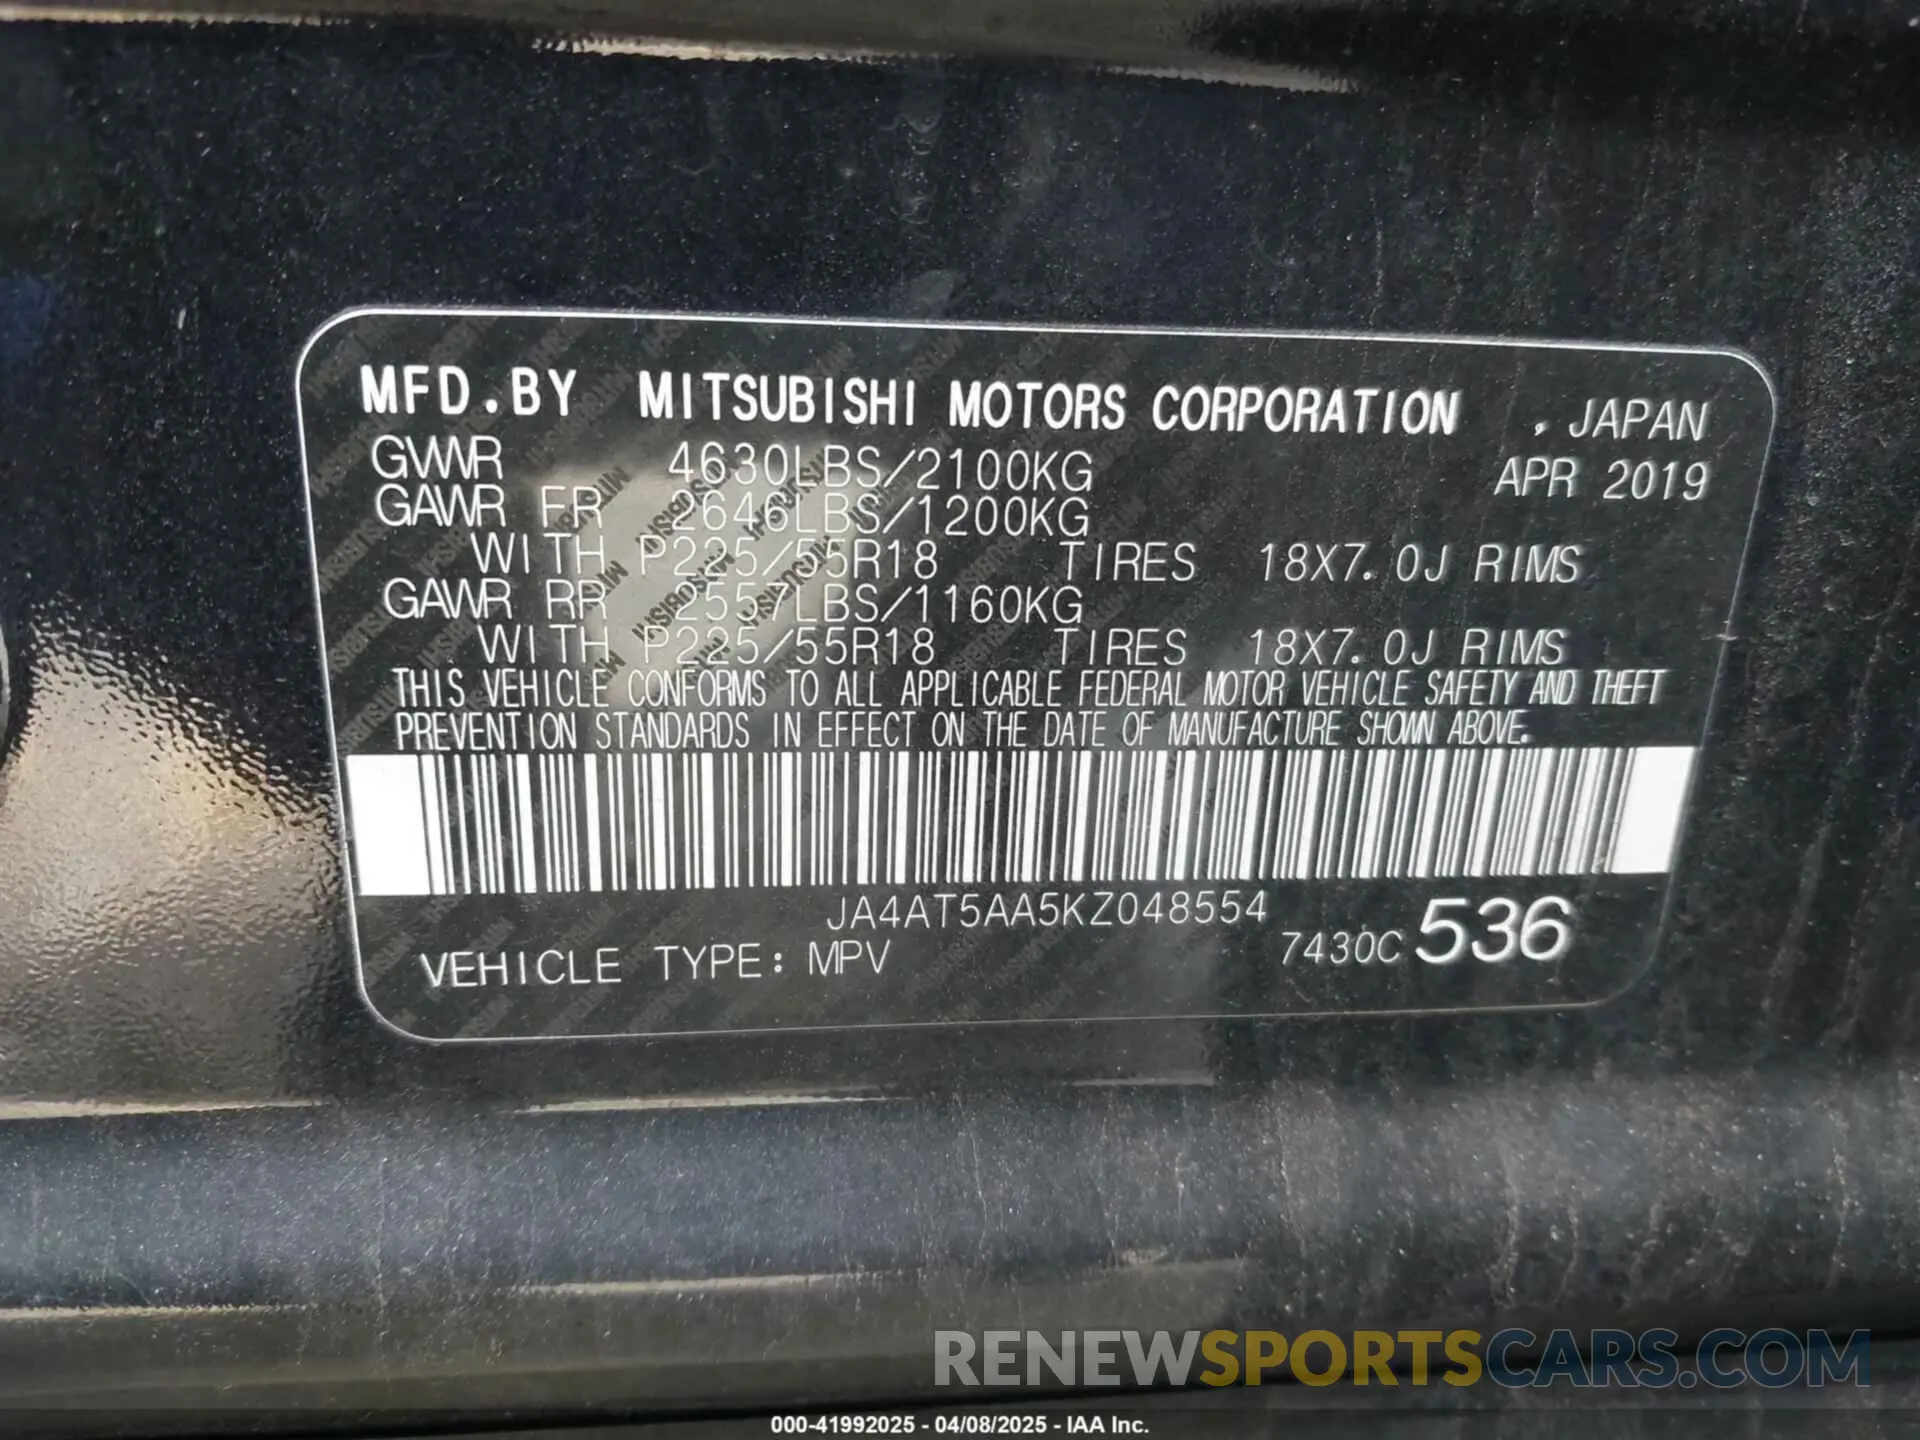 MFD.BY MITSUBISHI MOTORS CORPORATION , JAPAN
GVWR 4630LBS/2100KG APR 2019
GAWR FR 2646LBS/1200KG
WITH P225/55R18 TIRES 18X7.0J RIMS
GAWR RR 2557LBS/1160KG
WITH P225/55R18 TIRES 18X7.0J RIMS
THIS VEHICLE CONFORMS TO ALL APPLICABLE FEDERAL MOTOR VEHICLE SAFETY AND THEFT
PREVENTION STANDARDS IN EFFECT ON THE DATE OF MANUFACTURE SHOWN ABOVE.
JA4AT5AA5KZ048554
VEHICLE TYPE: MPV 7430C 536
RENEWSPORTSCARS.COM
000-41992025 - 04/08/2025 - IAA Inc.